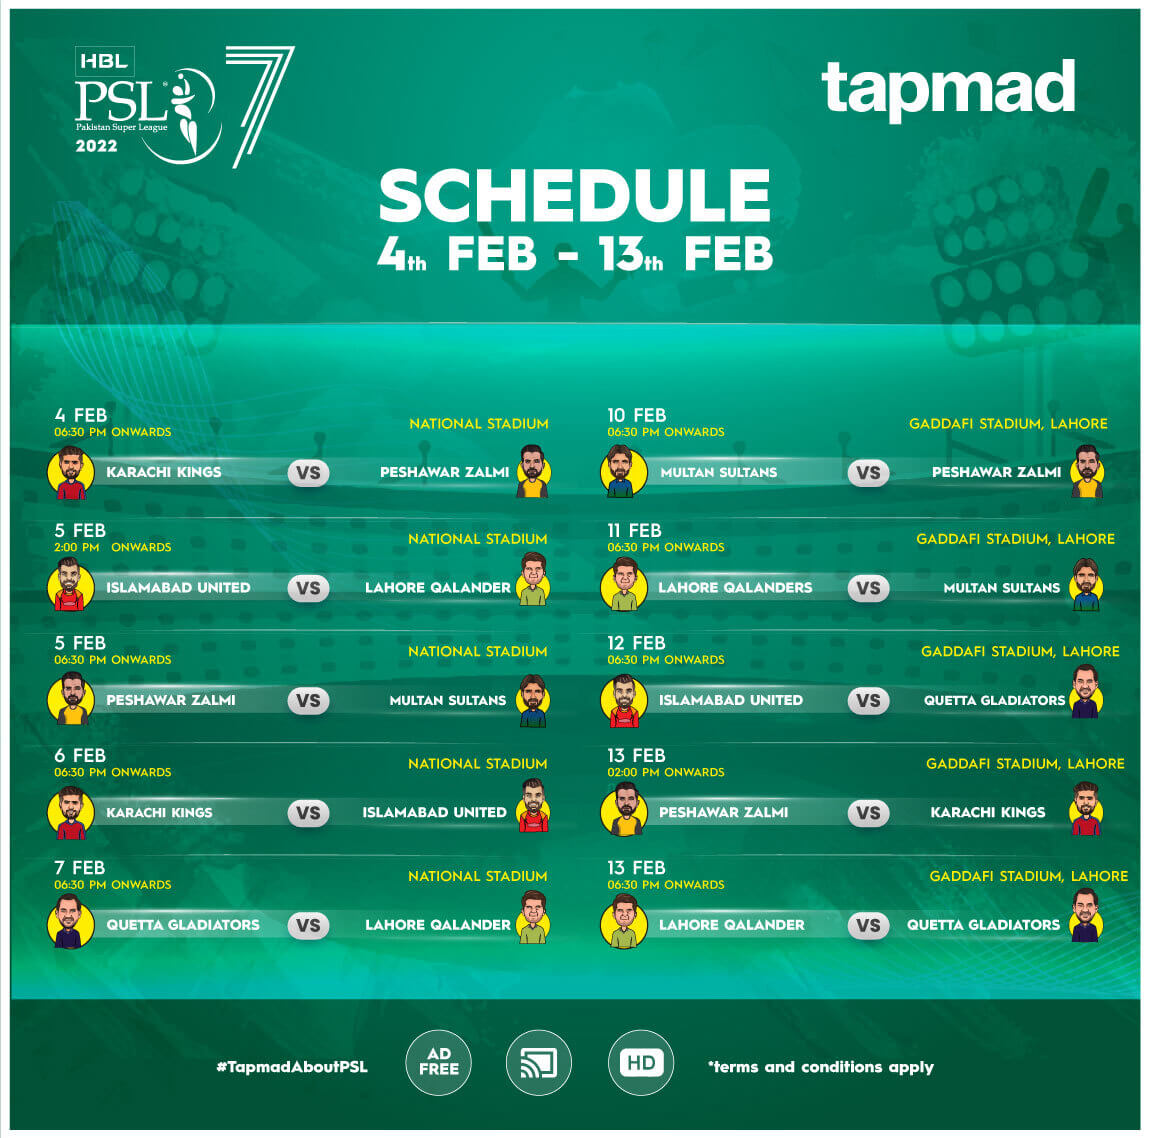 HBL
PSL
Pakistan Super League
2022
7
tapmad
SCHEDULE
4th FEB - 13th FEB
4 FEB
06:30 PM ONWARDS
NATIONAL STADIUM
KARACHI KINGS VS PESHAWAR ZALMI
5 FEB
2:00 PM ONWARDS
NATIONAL STADIUM
ISLAMABAD UNITED VS LAHORE QALANDER
5 FEB
06:30 PM ONWARDS
NATIONAL STADIUM
PESHAWAR ZALMI VS MULTAN SULTANS
6 FEB
06:30 PM ONWARDS
NATIONAL STADIUM
KARACHI KINGS VS ISLAMABAD UNITED
7 FEB
06:30 PM ONWARDS
NATIONAL STADIUM
QUETTA GLADIATORS VS LAHORE QALANDER
10 FEB
06:30 PM ONWARDS
GADDAFI STADIUM, LAHORE
MULTAN SULTANS VS PESHAWAR ZALMI
11 FEB
06:30 PM ONWARDS
GADDAFI STADIUM, LAHORE
LAHORE QALANDERS VS MULTAN SULTANS
12 FEB
06:30 PM ONWARDS
GADDAFI STADIUM, LAHORE
ISLAMABAD UNITED VS QUETTA GLADIATORS
13 FEB
02:00 PM ONWARDS
GADDAFI STADIUM, LAHORE
PESHAWAR ZALMI VS KARACHI KINGS
13 FEB
06:30 PM ONWARDS
GADDAFI STADIUM, LAHORE
LAHORE QALANDER VS QUETTA GLADIATORS
#TapmadAboutPSL
AD
FREE
HD
*terms and conditions apply